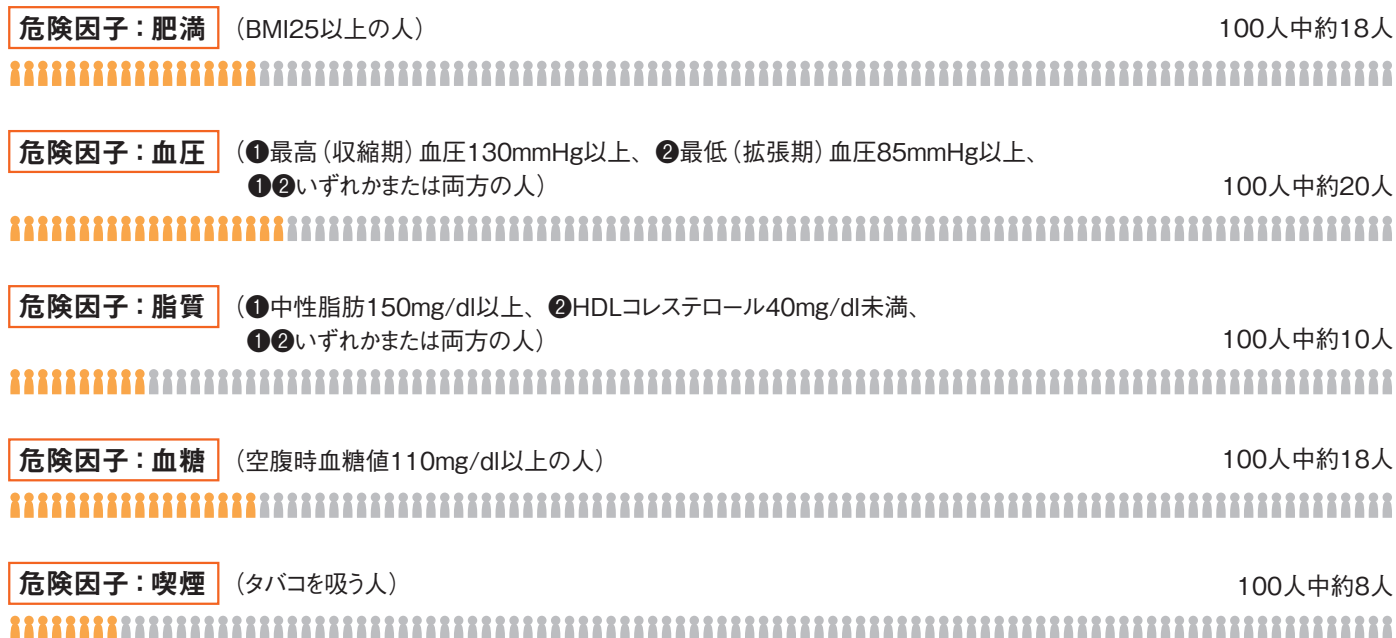 危険因子：肥満 （BMI25以上の人） 100人中約18人
危険因子：血圧 （❶最高（収縮期）血圧130mmHg以上、❷最低（拡張期）血圧85mmHg以上、
❶❷いずれかまたは両方の人） 100人中約20人
危険因子：脂質 （❶中性脂肪150mg/dl以上、❷HDLコレステロール40mg/dl未満、
❶❷いずれかまたは両方の人） 100人中約10人
危険因子：血糖 （空腹時血糖値110mg/dl以上の人） 100人中約18人
危険因子：喫煙 （タバコを吸う人） 100人中約8人